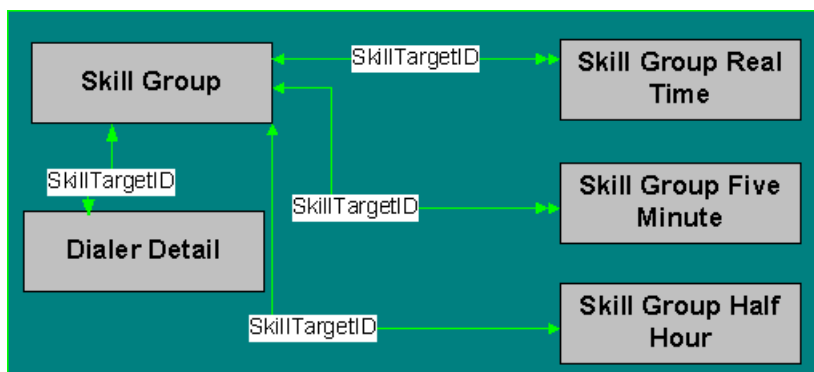 Skill Group
SkillTargetID
Skill Group Real
Time
SkillTargetID
SkillTargetID
Skill Group Five
Minute
Dialer Detail
SkillTargetID
Skill Group Half
Hour